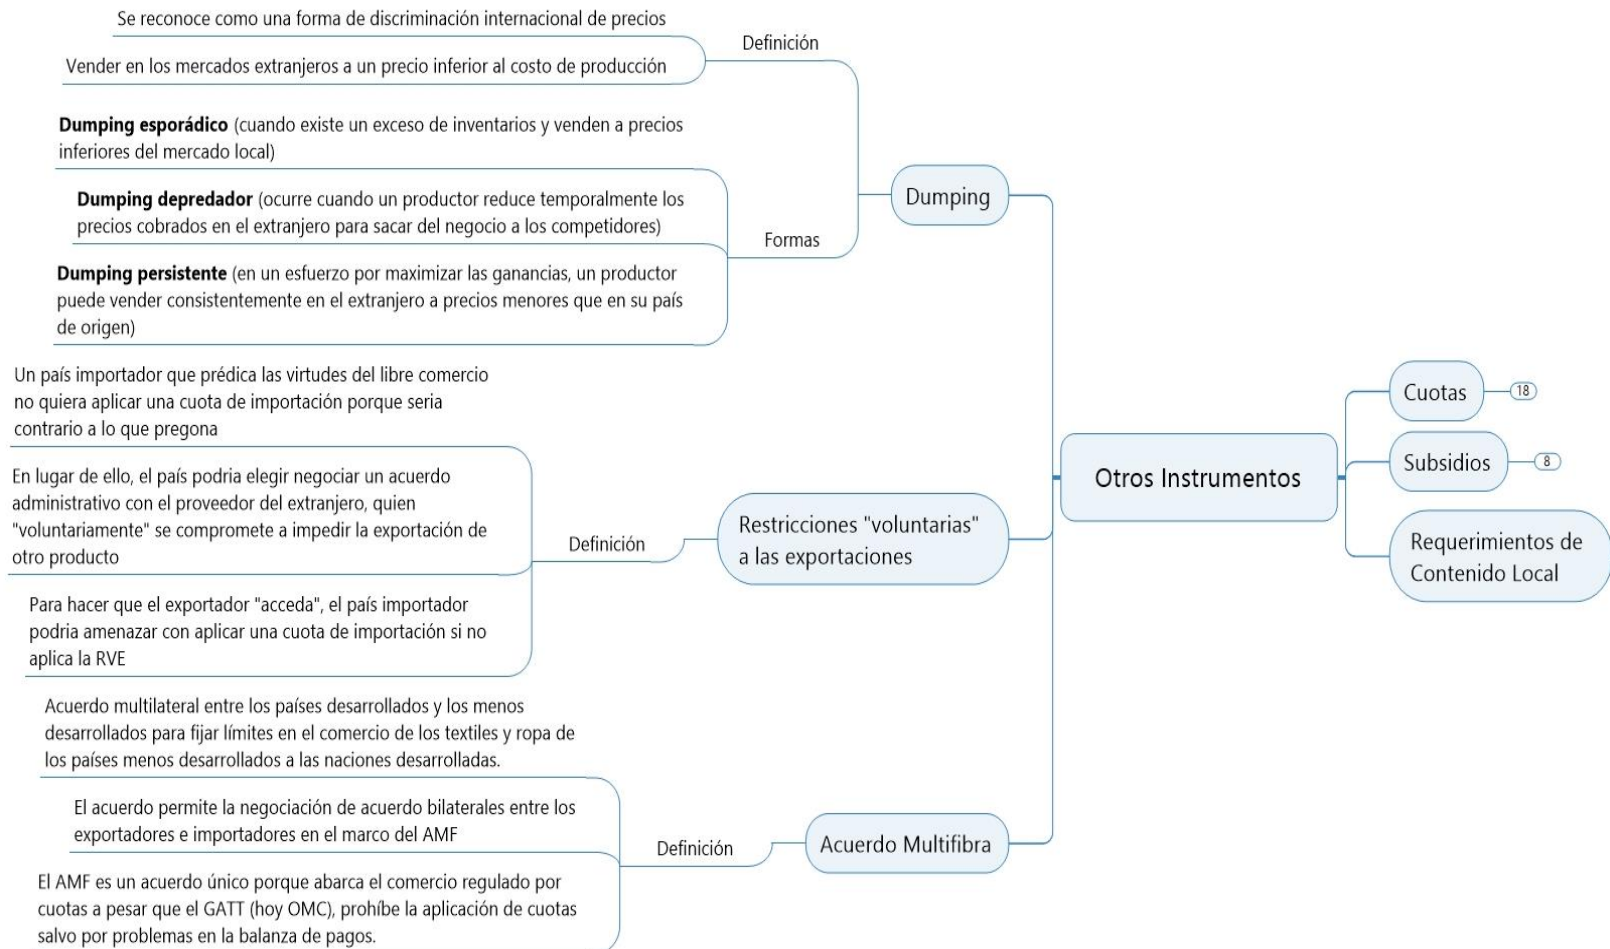 Se reconoce como una forma de discriminación internacional de precios
Definición
Vender en los mercados extranjeros a un precio inferior al costo de producción
Dumping esporádico (cuando existe un exceso de inventarios y venden a precios
inferiores del mercado local)
Dumping
Dumping depredador (ocurre cuando un productor reduce temporalmente los
precios cobrados en el extranjero para sacar del negocio a los competidores)
Formas
Dumping persistente (en un esfuerzo por maximizar las ganancias, un productor
puede vender consistentemente en el extranjero a precios menores que en su país
de origen)
Un país importador que prédica las virtudes del libre comercio
no quiera aplicar una cuota de importación porque seria
contrario a lo que pregona
En lugar de ello, el país podria elegir negociar un acuerdo
administrativo con el proveedor del extranjero, quien
"voluntariamente" se compromete a impedir la exportación de
otro producto
Definición
Restricciones "voluntarias"
a las exportaciones
Para hacer que el exportador "acceda", el país importador
podria amenazar con aplicar una cuota de importación si no
aplica la RVE
Acuerdo multilateral entre los países desarrollados y los menos
desarrollados para fijar límites en el comercio de los textiles y ropa de
los países menos desarrollados a las naciones desarrolladas.
El acuerdo permite la negociación de acuerdo bilaterales entre los
exportadores e importadores en el marco del AMF
Definición
Acuerdo Multifibra
El AMF es un acuerdo único porque abarca el comercio regulado por
cuotas a pesar que el GATT (hoy OMC), prohíbe la aplicación de cuotas
salvo por problemas en la balanza de pagos.
Otros Instrumentos
Cuotas
18
Subsidios
8
Requerimientos de
Contenido Local